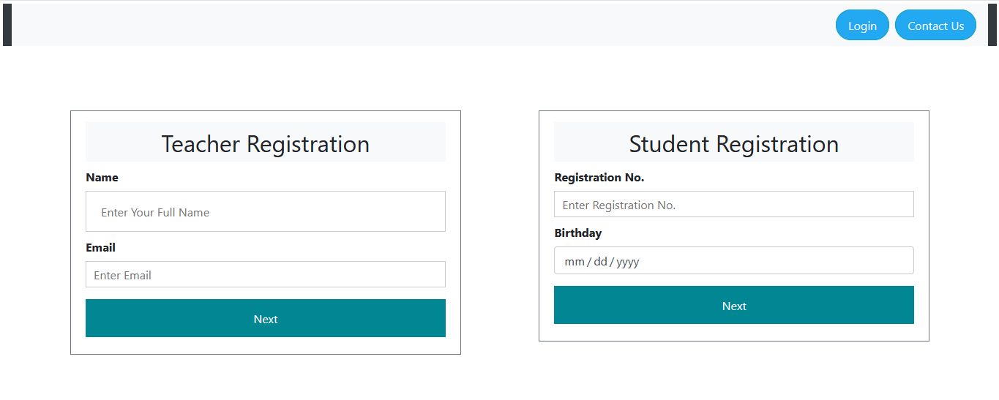 Login
Contact Us
Teacher Registration
Name
Enter Your Full Name
Email
Enter Email
Next
Student Registration
Registration No.
Enter Registration No.
Birthday
mm / dd / yyyy
Next